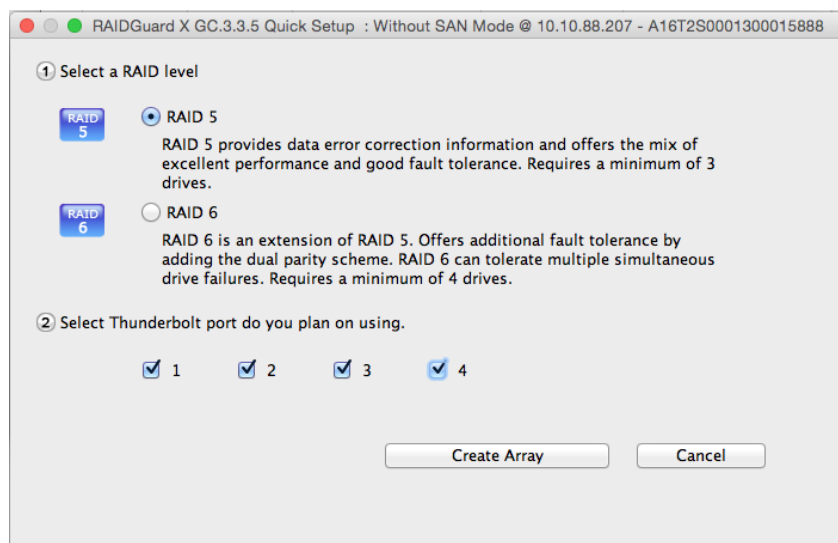 RAIDGuard X GC.3.3.5 Quick Setup : Without SAN Mode @ 10.10.88.207 - A16T2S0001300015888
1 Select a RAID level
RAID 5
RAID 5
RAID 5 provides data error correction information and offers the mix of
excellent performance and good fault tolerance. Requires a minimum of 3
drives.
RAID 6
RAID 6
RAID 6 is an extension of RAID 5. Offers additional fault tolerance by
adding the dual parity scheme. RAID 6 can tolerate multiple simultaneous
drive failures. Requires a minimum of 4 drives.
2 Select Thunderbolt port do you plan on using.
1 2 3 4
Create Array Cancel